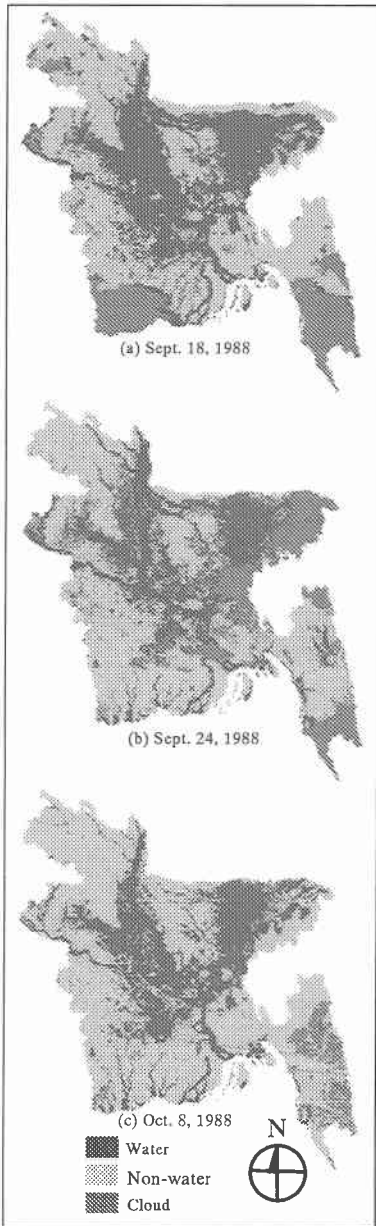 (a) Sept. 18, 1988
(b) Sept. 24, 1988
(c) Oct. 8, 1988
N
Water
Non-water
Cloud